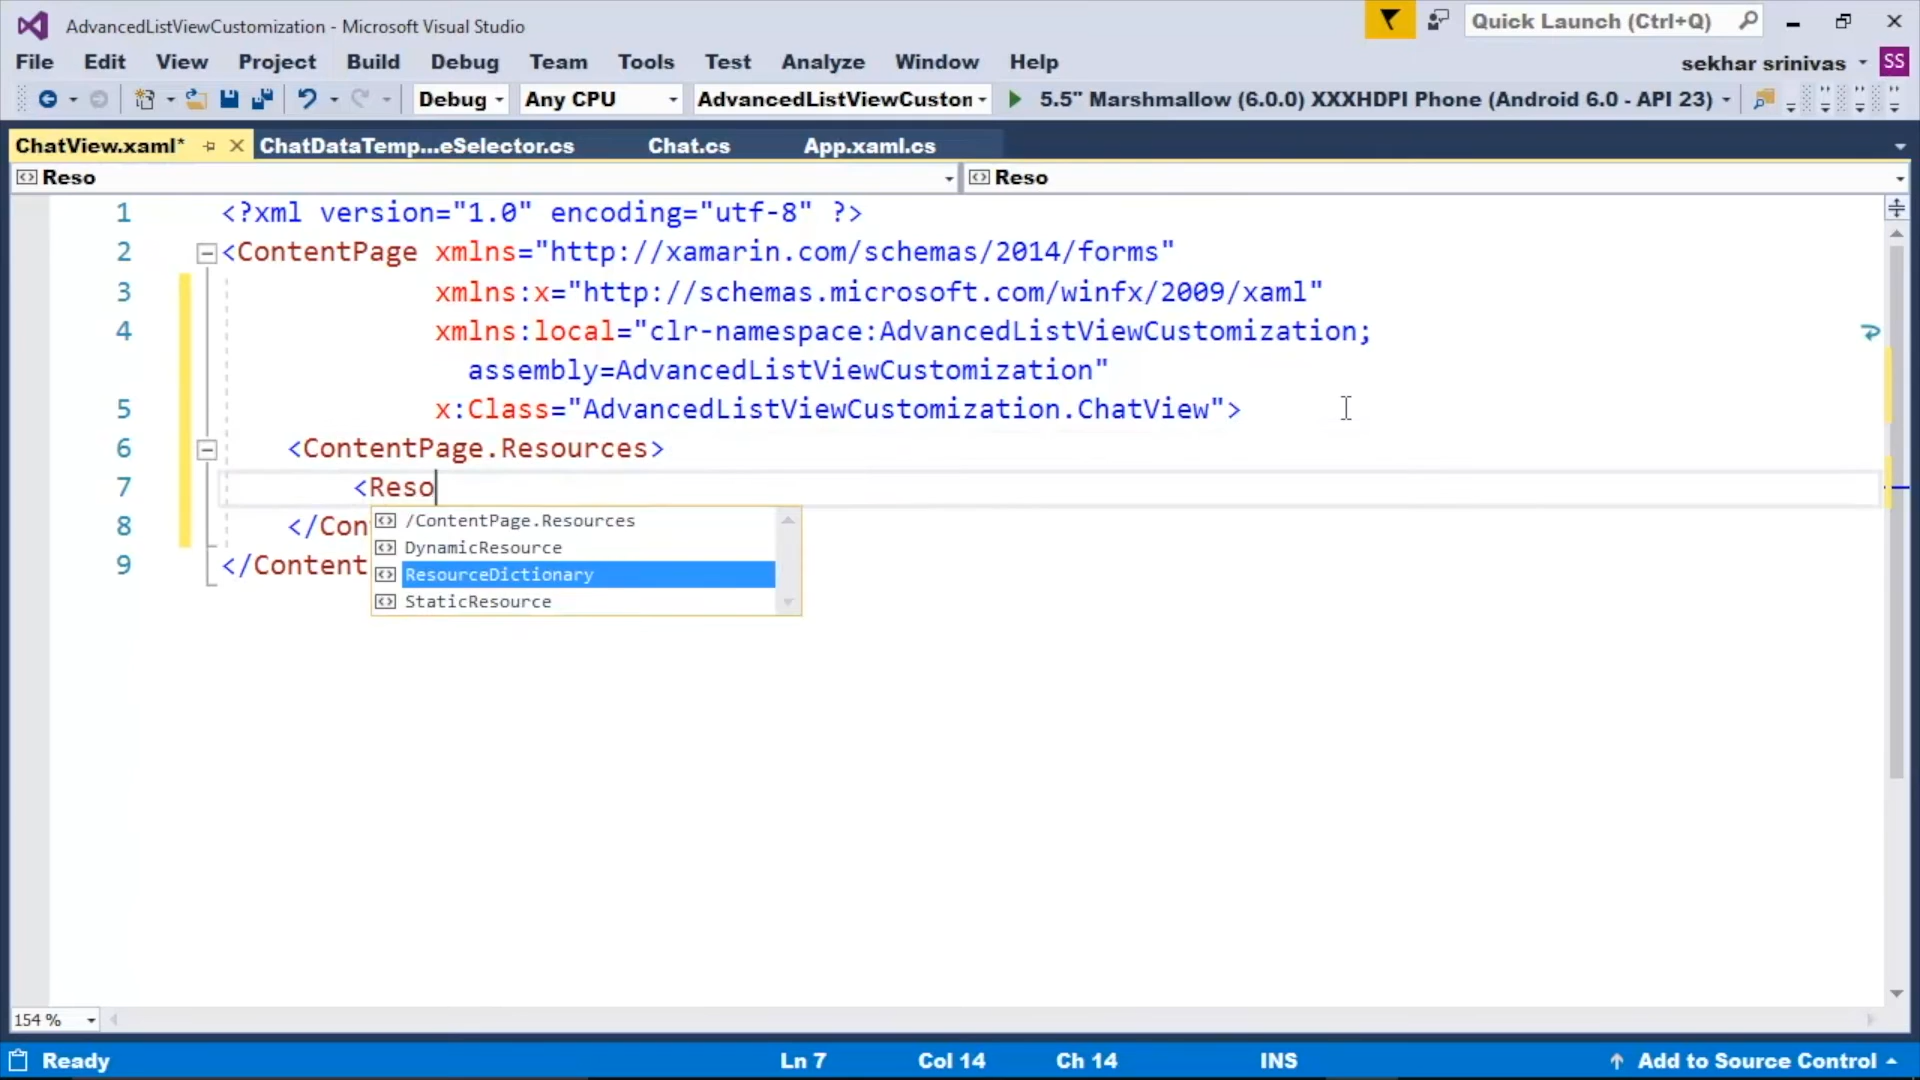 AdvancedListViewCustomization - Microsoft Visual Studio
Quick Launch (Ctrl+Q)
File Edit View Project Build Debug Team Tools Test Analyze Window Help
sekhar srinivas SS
Debug Any CPU AdvancedListViewCuston 5.5" Marshmallow (6.0.0) XXXHDPI Phone (Android 6.0 - API 23)
ChatView.xaml* ChatDataTemp...eSelector.cs Chat.cs App.xaml.cs
Reso Reso
1 <?xml version="1.0" encoding="utf-8" ?>
2 <ContentPage xmlns="http://xamarin.com/schemas/2014/forms"
3 xmlns:x="http://schemas.microsoft.com/winfx/2009/xaml"
4 xmlns:local="clr-namespace:AdvancedListViewCustomization;
assembly=AdvancedListViewCustomization"
5 x:Class="AdvancedListViewCustomization.ChatView">
6 <ContentPage.Resources>
7 <Reso
/ContentPage.Resources
8 </Con
DynamicResource
9 </Content
ResourceDictionary
StaticResource
154 %
Ready Ln 7 Col 14 Ch 14 INS Add to Source Control